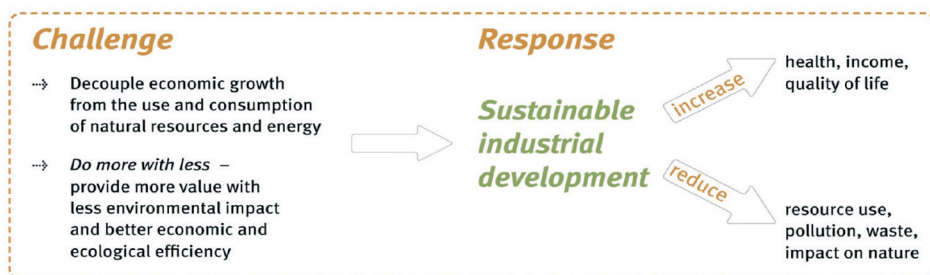 Challenge
⤑ Decouple economic growth
from the use and consumption
of natural resources and energy
⤑ Do more with less –
provide more value with
less environmental impact
and better economic and
ecological efficiency
Response
Sustainable
industrial
development
increase
health, income,
quality of life
reduce
resource use,
pollution, waste,
impact on nature